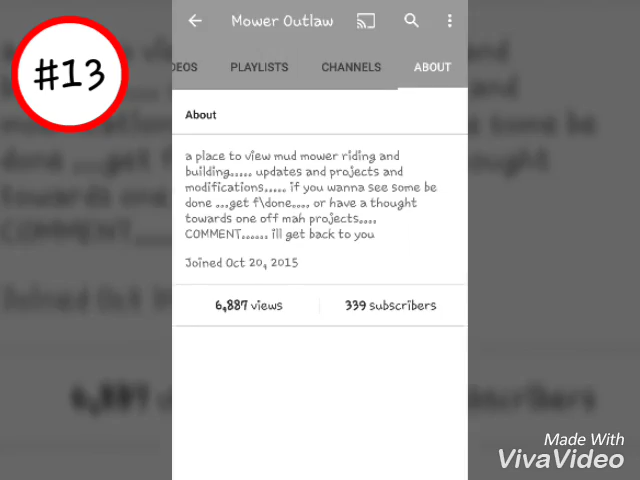 #13
Mower Outlaw
DEOS PLAYLISTS CHANNELS ABOUT
About
a place to view mud mower riding and
building..... updates and projects and
modifications..... if you wanna see some be
done ...get f\done.... or have a thought
towards one off mah projects....
COMMENT...... ill get back to you
Joined Oct 20, 2015
6,887 views 339 subscribers
Made With
VivaVideo